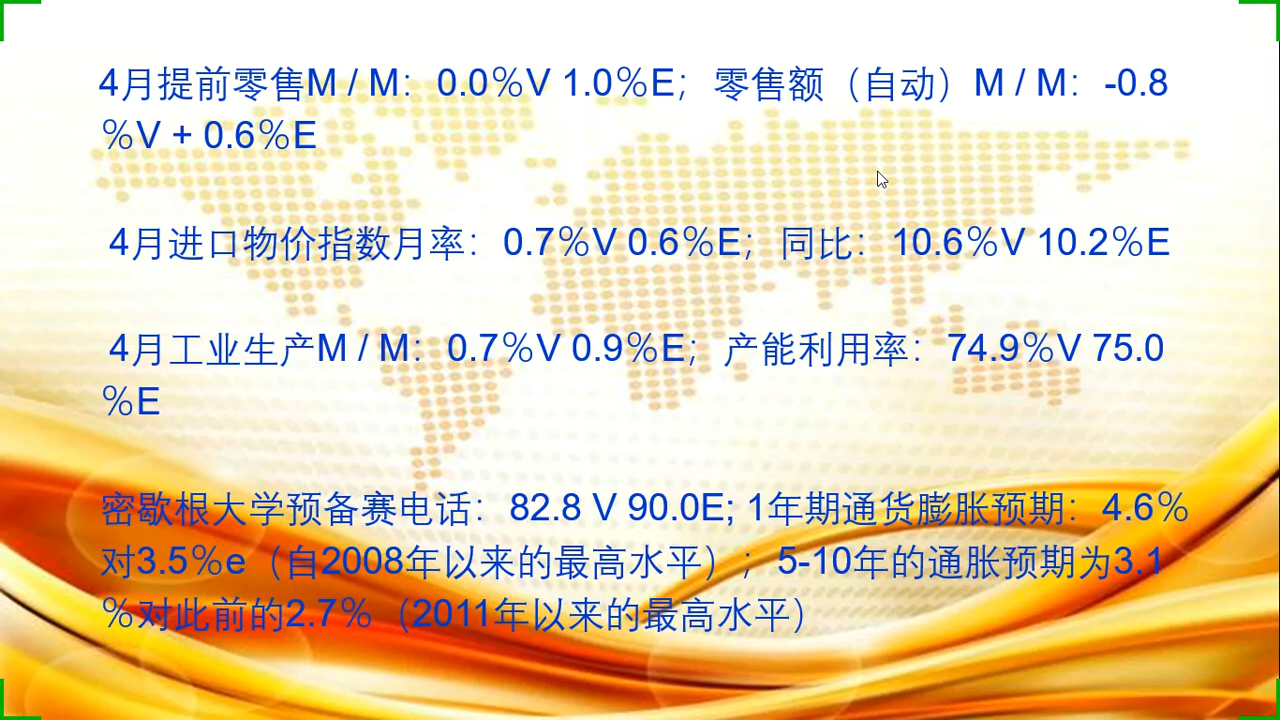 4月提前零售M / M：0.0％V 1.0％E；零售额（自动）M / M：-0.8
％V + 0.6％E
4月进口物价指数月率：0.7％V 0.6％E；同比：10.6％V 10.2％E
4月工业生产M / M：0.7％V 0.9％E；产能利用率：74.9％V 75.0
％E
密歇根大学预备赛电话：82.8 V 90.0E; 1年期通货膨胀预期：4.6％
对3.5％e（自2008年以来的最高水平）；5-10年的通胀预期为3.1
％对此前的2.7％（2011年以来的最高水平）